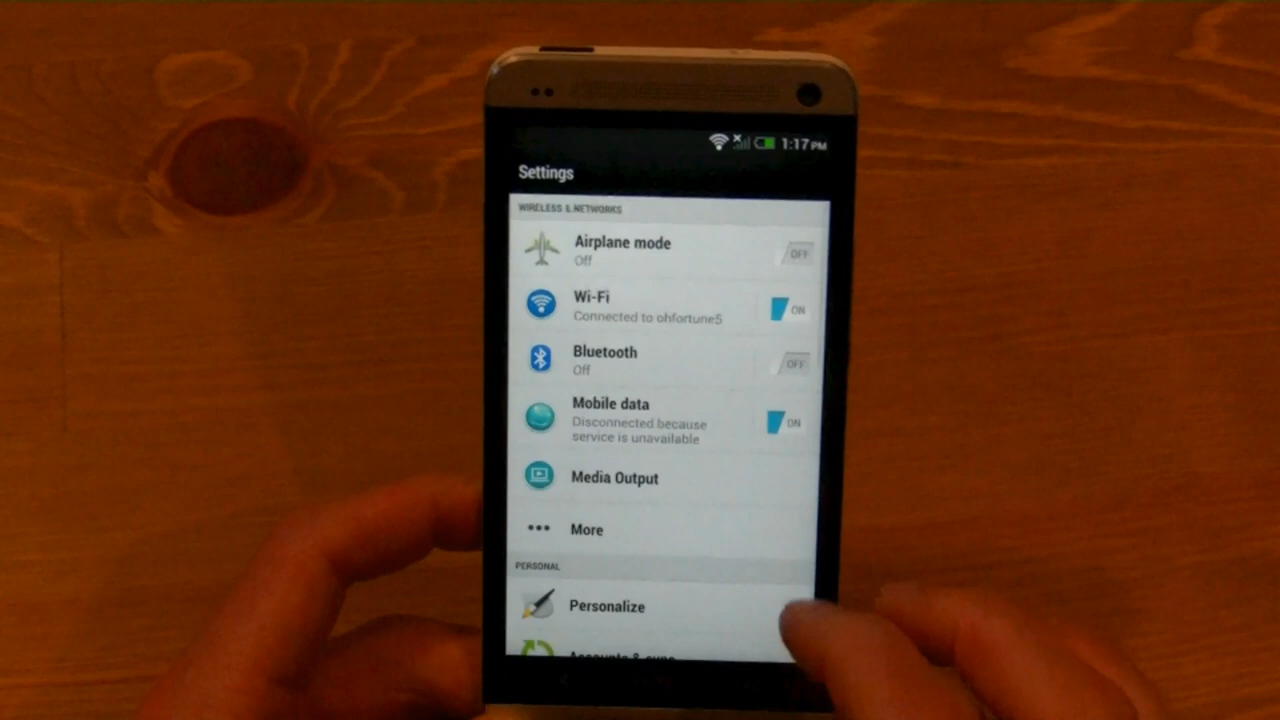 1:17 PM
Settings
WIRELESS & NETWORKS
Airplane mode
Off
OFF
Wi-Fi
Connected to ohfortune5
ON
Bluetooth
Off
OFF
Mobile data
Disconnected because
service is unavailable
ON
Media Output
More
PERSONAL
Personalize
Accounts & sync